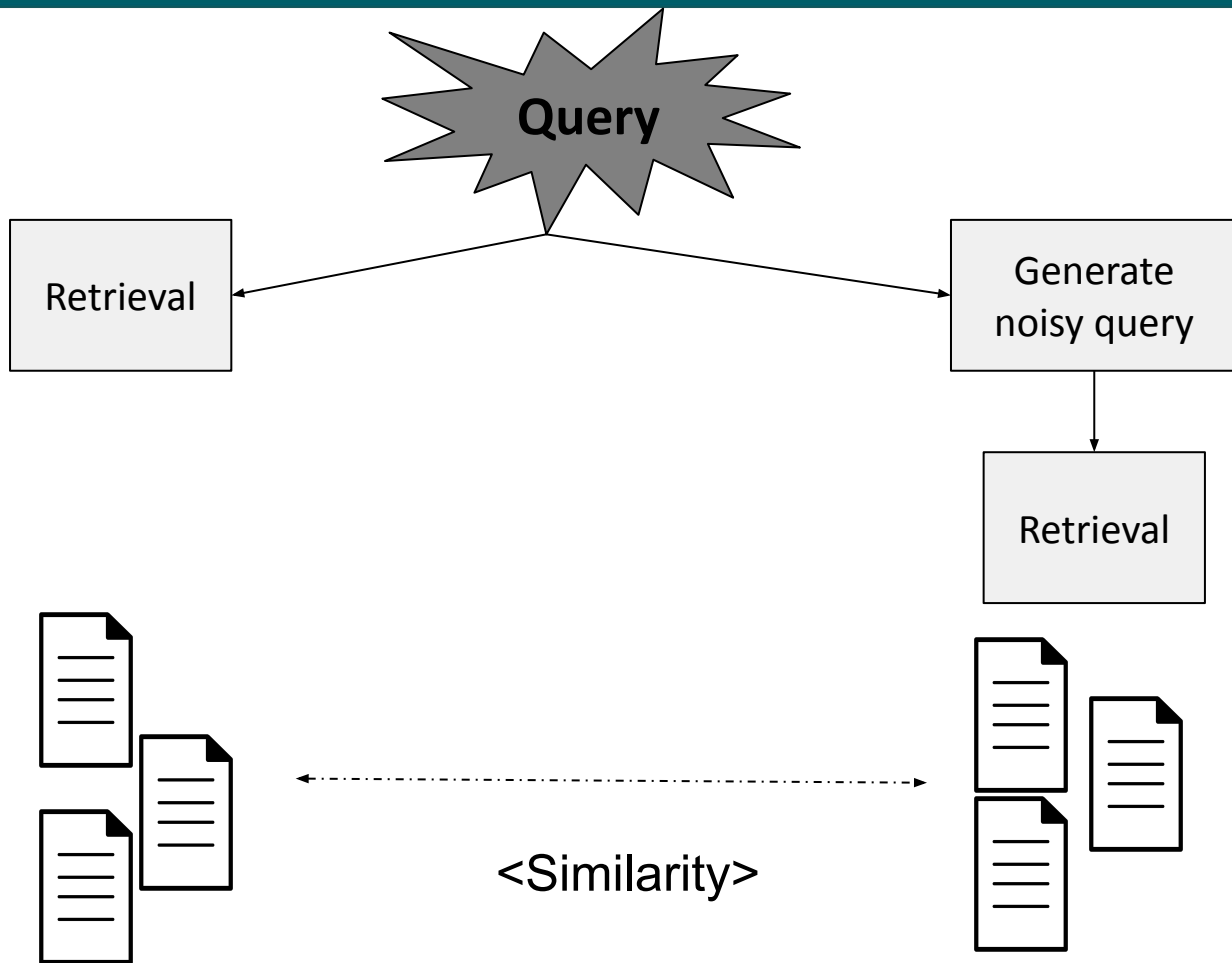 Query
Retrieval
Generate
noisy query
Retrieval
<Similarity>